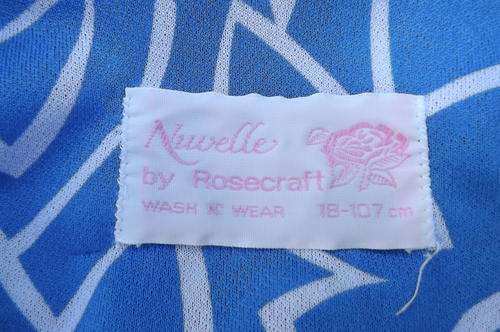 Nuvelle
by Rosecraft
WASH N' WEAR 18-107 cm